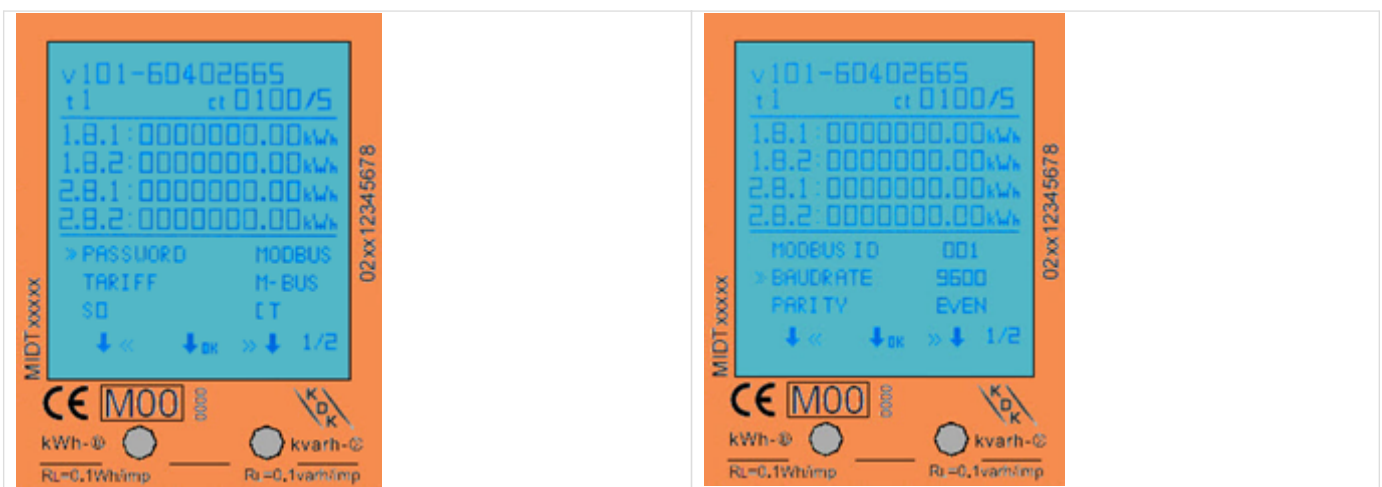 v101-60402665
t1 ct 0100/5
1.8.1:0000000.00kWh
1.8.2:0000000.00kWh
2.8.1:0000000.00kWh
2.8.2:0000000.00kWh
» PASSWORD MODBUS
TARIFF M-BUS
SO CT
↓« ↓OK »↓ 1/2
MIDTxxxxx
02xx12345678
CE M00 0000 KDK
kWh- kvarh-
RL=0.1Wh/imp RL=0.1varh/imp
v101-60402665
t1 ct 0100/5
1.8.1:0000000.00kWh
1.8.2:0000000.00kWh
2.8.1:0000000.00kWh
2.8.2:0000000.00kWh
MODBUS ID 001
» BAUDRATE 9600
PARITY EVEN
↓« ↓OK »↓ 1/2
MIDTxxxxx
02xx12345678
CE M00 0000 KDK
kWh- kvarh-
RL=0.1Wh/imp RL=0.1varh/imp